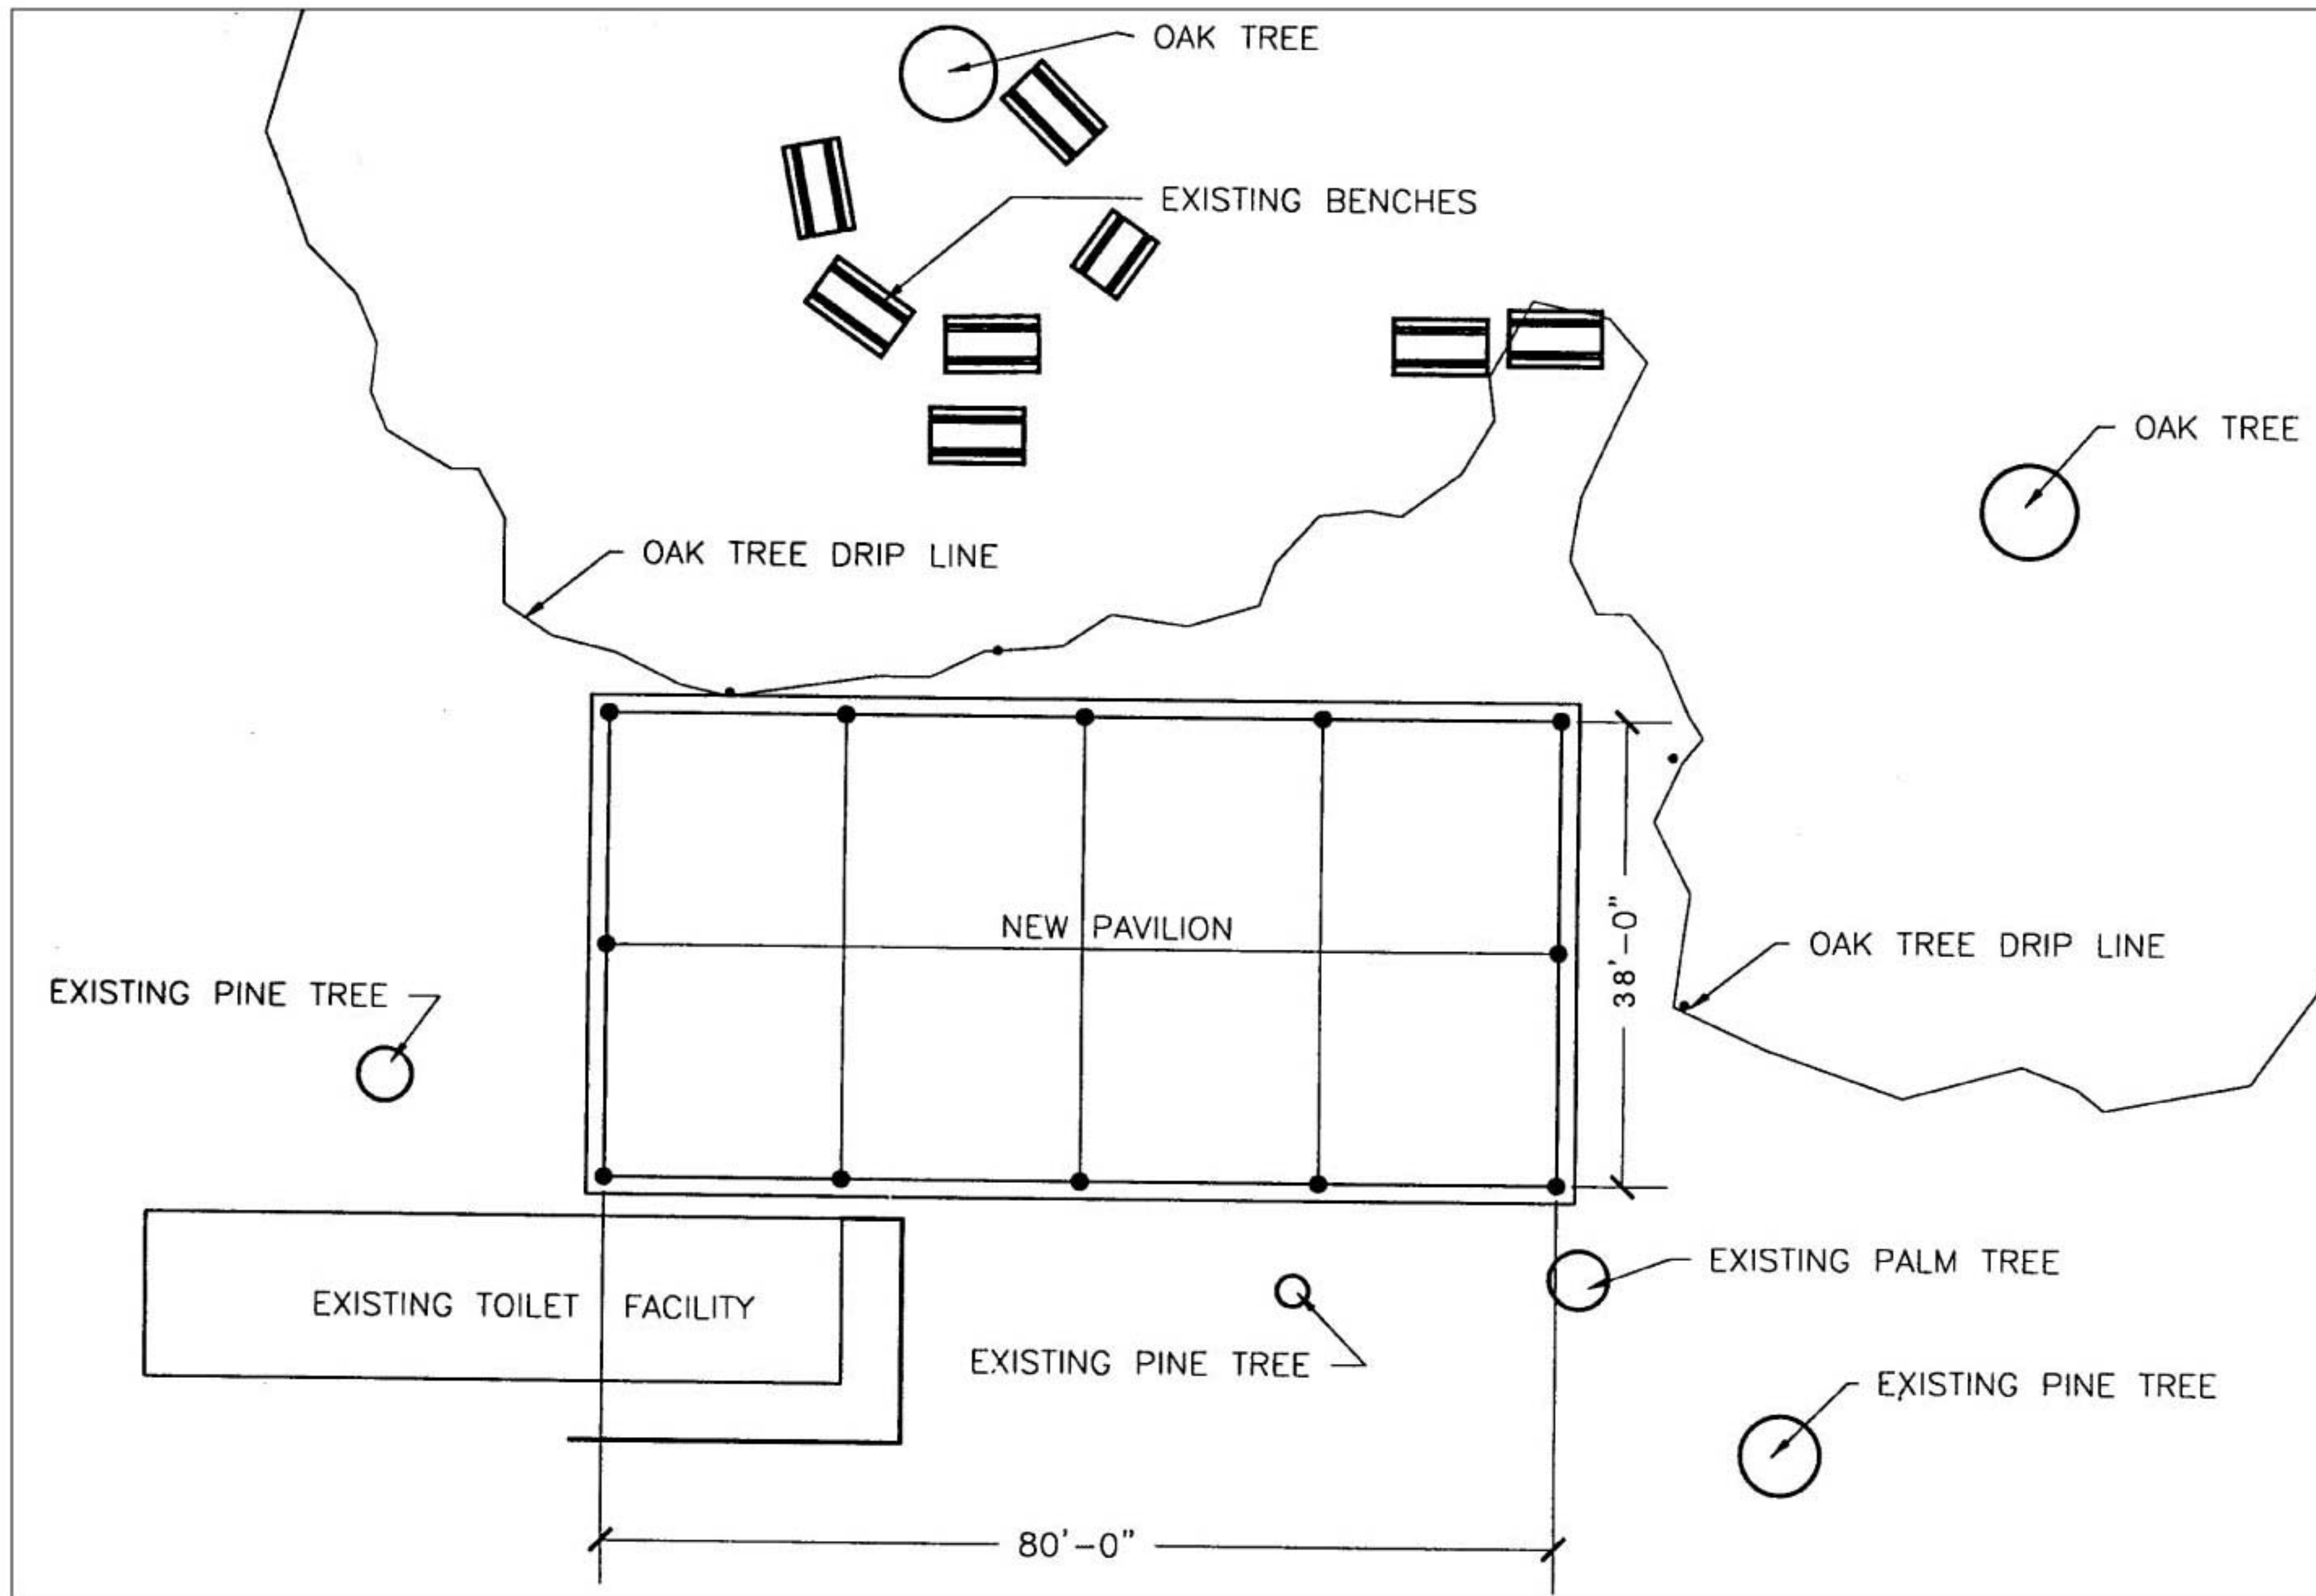 OAK TREE
EXISTING BENCHES
OAK TREE
OAK TREE DRIP LINE
NEW PAVILION
38'-0"
OAK TREE DRIP LINE
EXISTING PINE TREE
EXISTING PALM TREE
EXISTING TOILET FACILITY
EXISTING PINE TREE
EXISTING PINE TREE
80'-0"